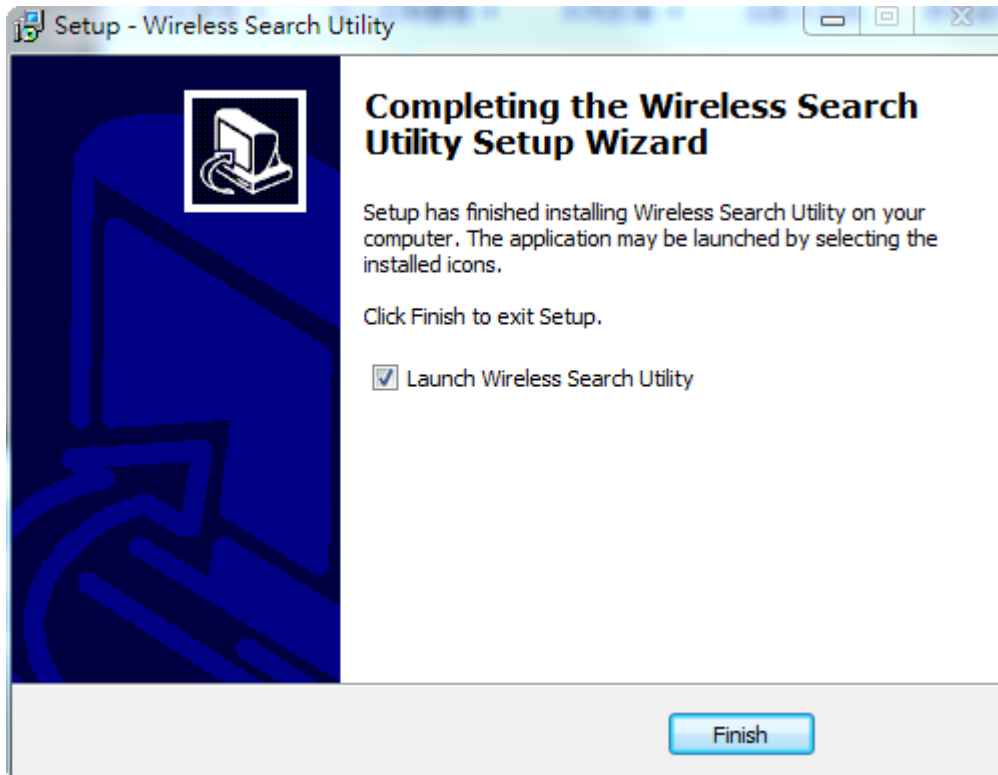 Setup - Wireless Search Utility
Completing the Wireless Search
Utility Setup Wizard
Setup has finished installing Wireless Search Utility on your
computer. The application may be launched by selecting the
installed icons.
Click Finish to exit Setup.
Launch Wireless Search Utility
Finish